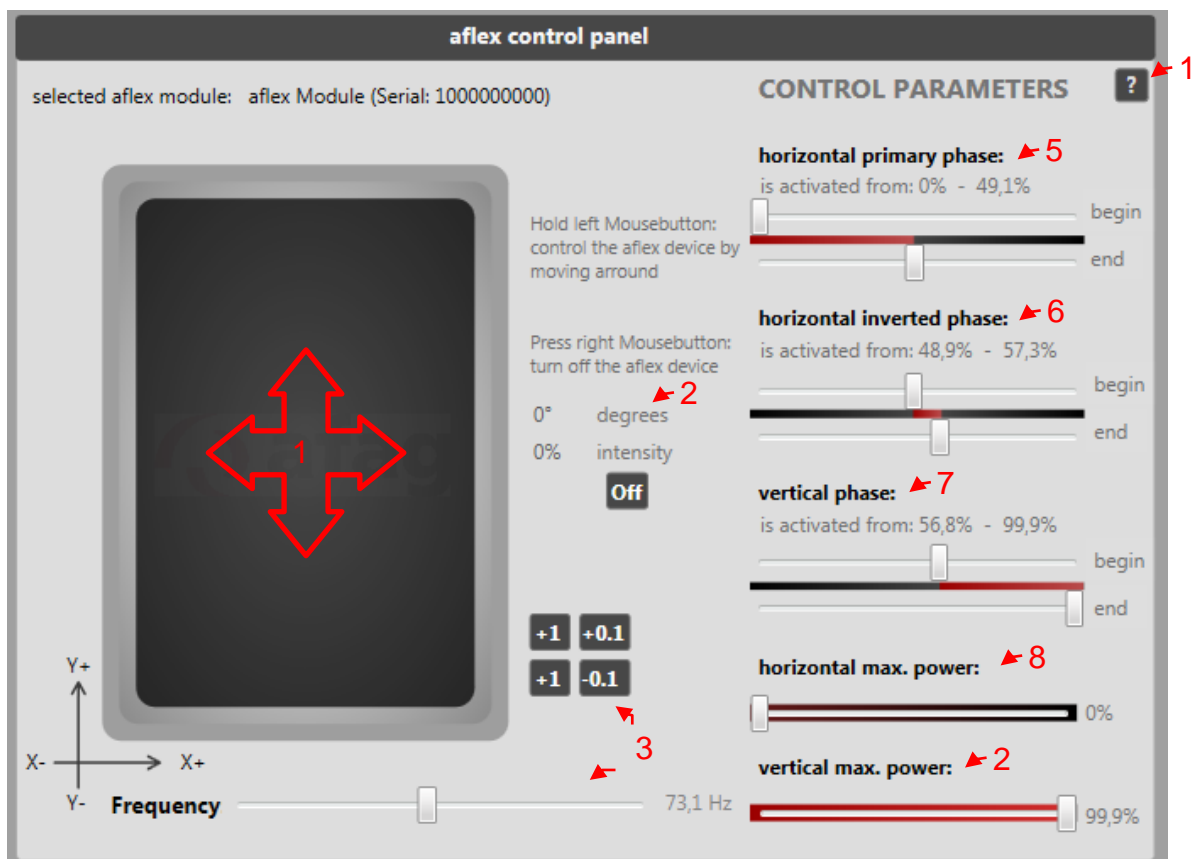 aflex control panel
selected aflex module: aflex Module (Serial: 1000000000)
CONTROL PARAMETERS
?
1
horizontal primary phase:
5
is activated from: 0% - 49,1%
begin
end
Hold left Mousebutton:
control the aflex device by
moving arround
horizontal inverted phase:
6
is activated from: 48,9% - 57,3%
begin
end
Press right Mousebutton:
turn off the aflex device
2
0° degrees
0% intensity
Off
1
afag
vertical phase:
7
is activated from: 56,8% - 99,9%
begin
end
+1 +0.1
+1 -0.1
3
horizontal max. power:
8
0%
vertical max. power:
2
99,9%
Y+
X- X+
Y-
Frequency 73,1 Hz